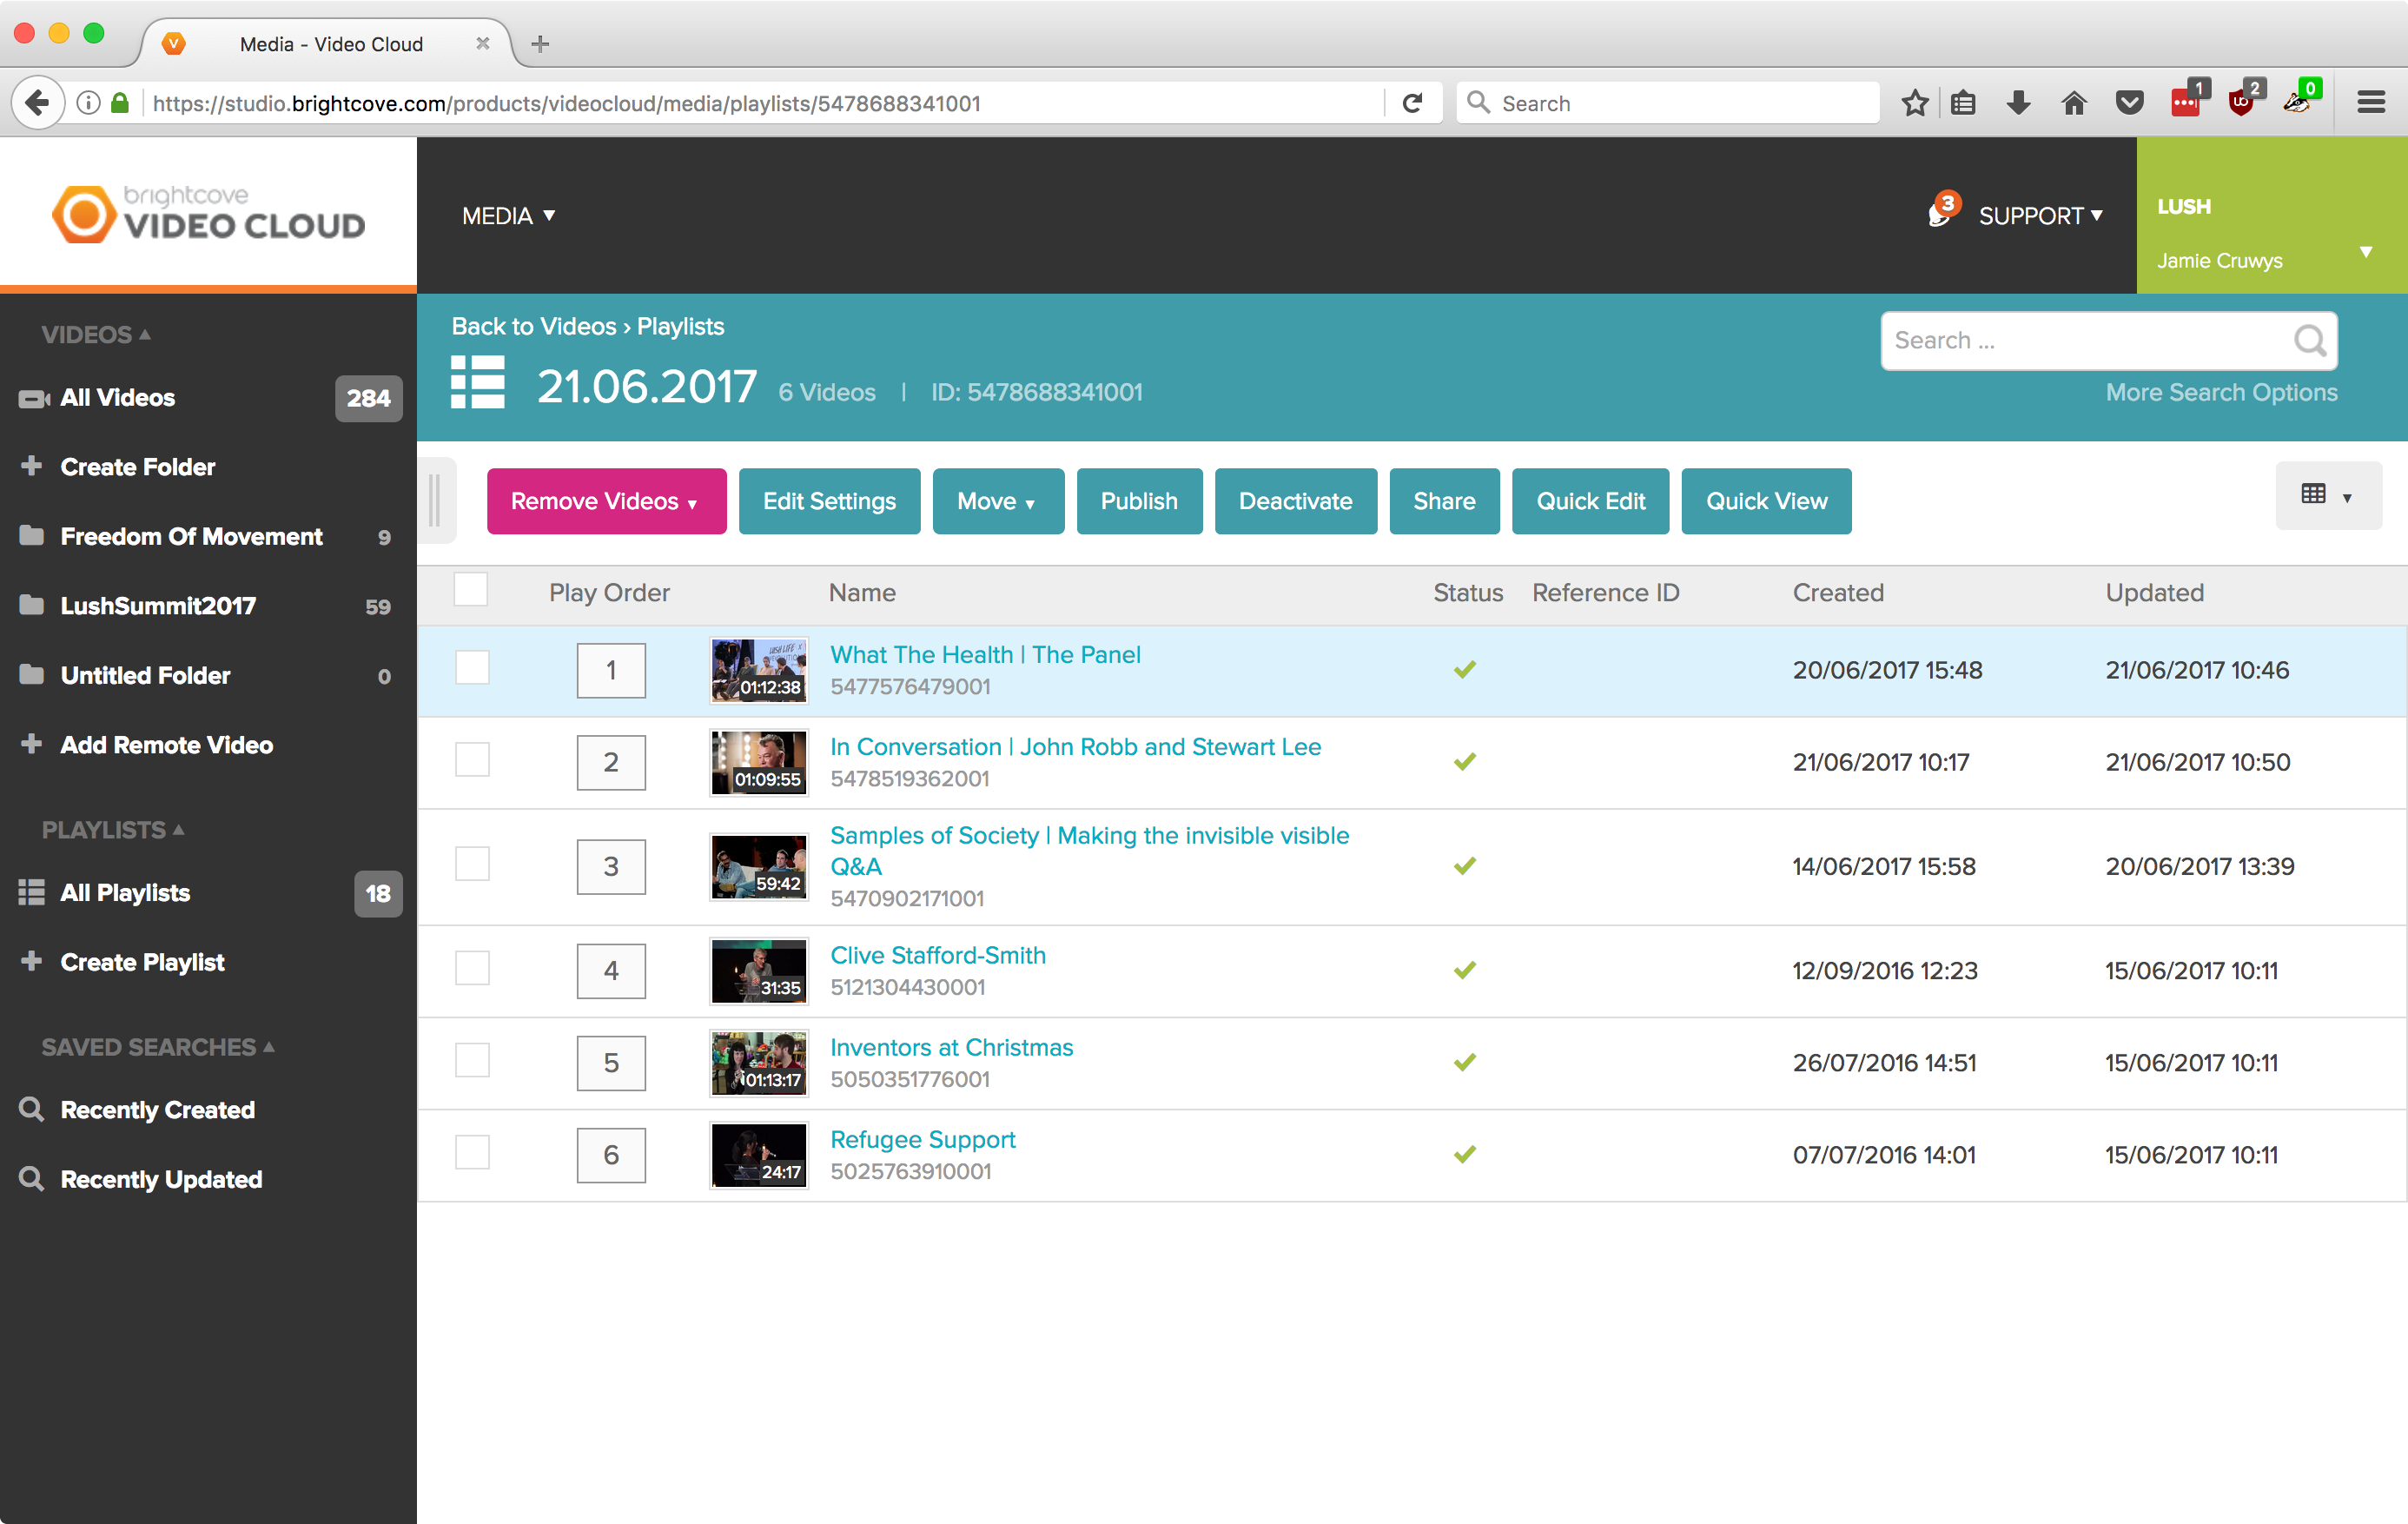 Media - Video Cloud
https://studio.brightcove.com/products/videocloud/media/playlists/5478688341001
Search
1
2
0
brightcove
VIDEO CLOUD
MEDIA
3
SUPPORT
LUSH
Jamie Cruwys
VIDEOS
All Videos
284
Create Folder
Freedom Of Movement
9
LushSummit2017
59
Untitled Folder
0
Add Remote Video
PLAYLISTS
All Playlists
18
Create Playlist
SAVED SEARCHES
Recently Created
Recently Updated
Back to Videos › Playlists
21.06.2017 6 Videos | ID: 5478688341001
Search ...
More Search Options
Remove Videos
Edit Settings
Move
Publish
Deactivate
Share
Quick Edit
Quick View
Play Order Name Status Reference ID Created Updated
1
01:12:38
What The Health | The Panel
5477576479001
20/06/2017 15:48
21/06/2017 10:46
2
01:09:55
In Conversation | John Robb and Stewart Lee
5478519362001
21/06/2017 10:17
21/06/2017 10:50
3
59:42
Samples of Society | Making the invisible visible
Q&A
5470902171001
14/06/2017 15:58
20/06/2017 13:39
4
31:35
Clive Stafford-Smith
5121304430001
12/09/2016 12:23
15/06/2017 10:11
5
01:13:17
Inventors at Christmas
5050351776001
26/07/2016 14:51
15/06/2017 10:11
6
24:17
Refugee Support
5025763910001
07/07/2016 14:01
15/06/2017 10:11